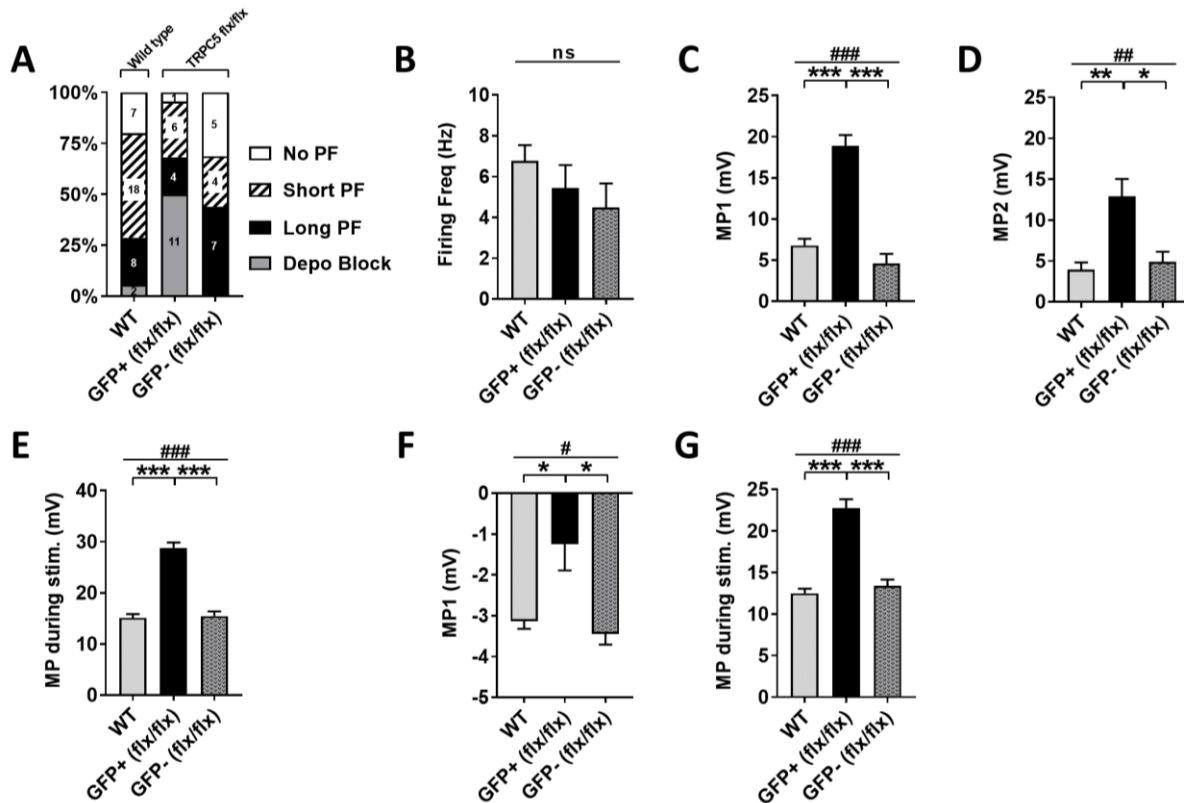 A
Wild type
TRPC5 flx/flx
100%
75%
50%
25%
0%
7
18
8
2
1
6
4
11
5
4
7
No PF
Short PF
Long PF
Depo Block
WT
GFP+ (flx/flx)
GFP- (flx/flx)
B
ns
Firing Freq (Hz)
10
8
6
4
2
0
WT
GFP+ (flx/flx)
GFP- (flx/flx)
C
###
*** ***
MP1 (mV)
25
20
15
10
5
0
WT
GFP+ (flx/flx)
GFP- (flx/flx)
D
##
** *
MP2 (mV)
25
20
15
10
5
0
WT
GFP+ (flx/flx)
GFP- (flx/flx)
E
###
*** ***
MP during stim. (mV)
40
30
20
10
0
WT
GFP+ (flx/flx)
GFP- (flx/flx)
F
#
* *
MP1 (mV)
0
-1
-2
-3
-4
-5
WT
GFP+ (flx/flx)
GFP- (flx/flx)
G
###
*** ***
MP during stim. (mV)
25
20
15
10
5
0
WT
GFP+ (flx/flx)
GFP- (flx/flx)